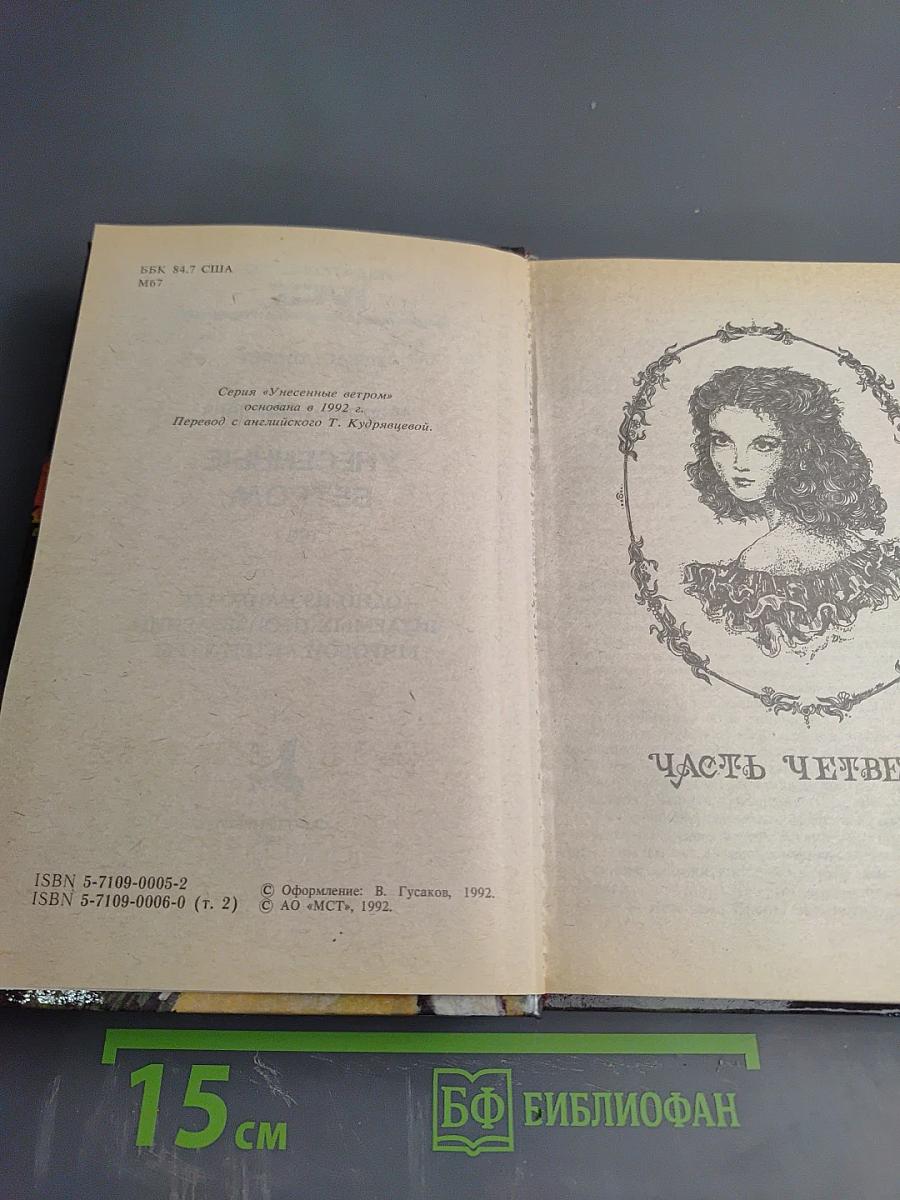 ББК 84.7 США
М67
Серия «Унесенные ветром»
основана в 1992 г.
Перевод с английского Т. Кудрявцевой.
ISBN 5-7109-0005-2
ISBN 5-7109-0006-0 (т. 2)
© Оформление: В. Гусаков, 1992.
© АО «МСТ», 1992.
ЧАСТЬ ЧЕТВЕ
15 см
БФ БИБЛИОФАН